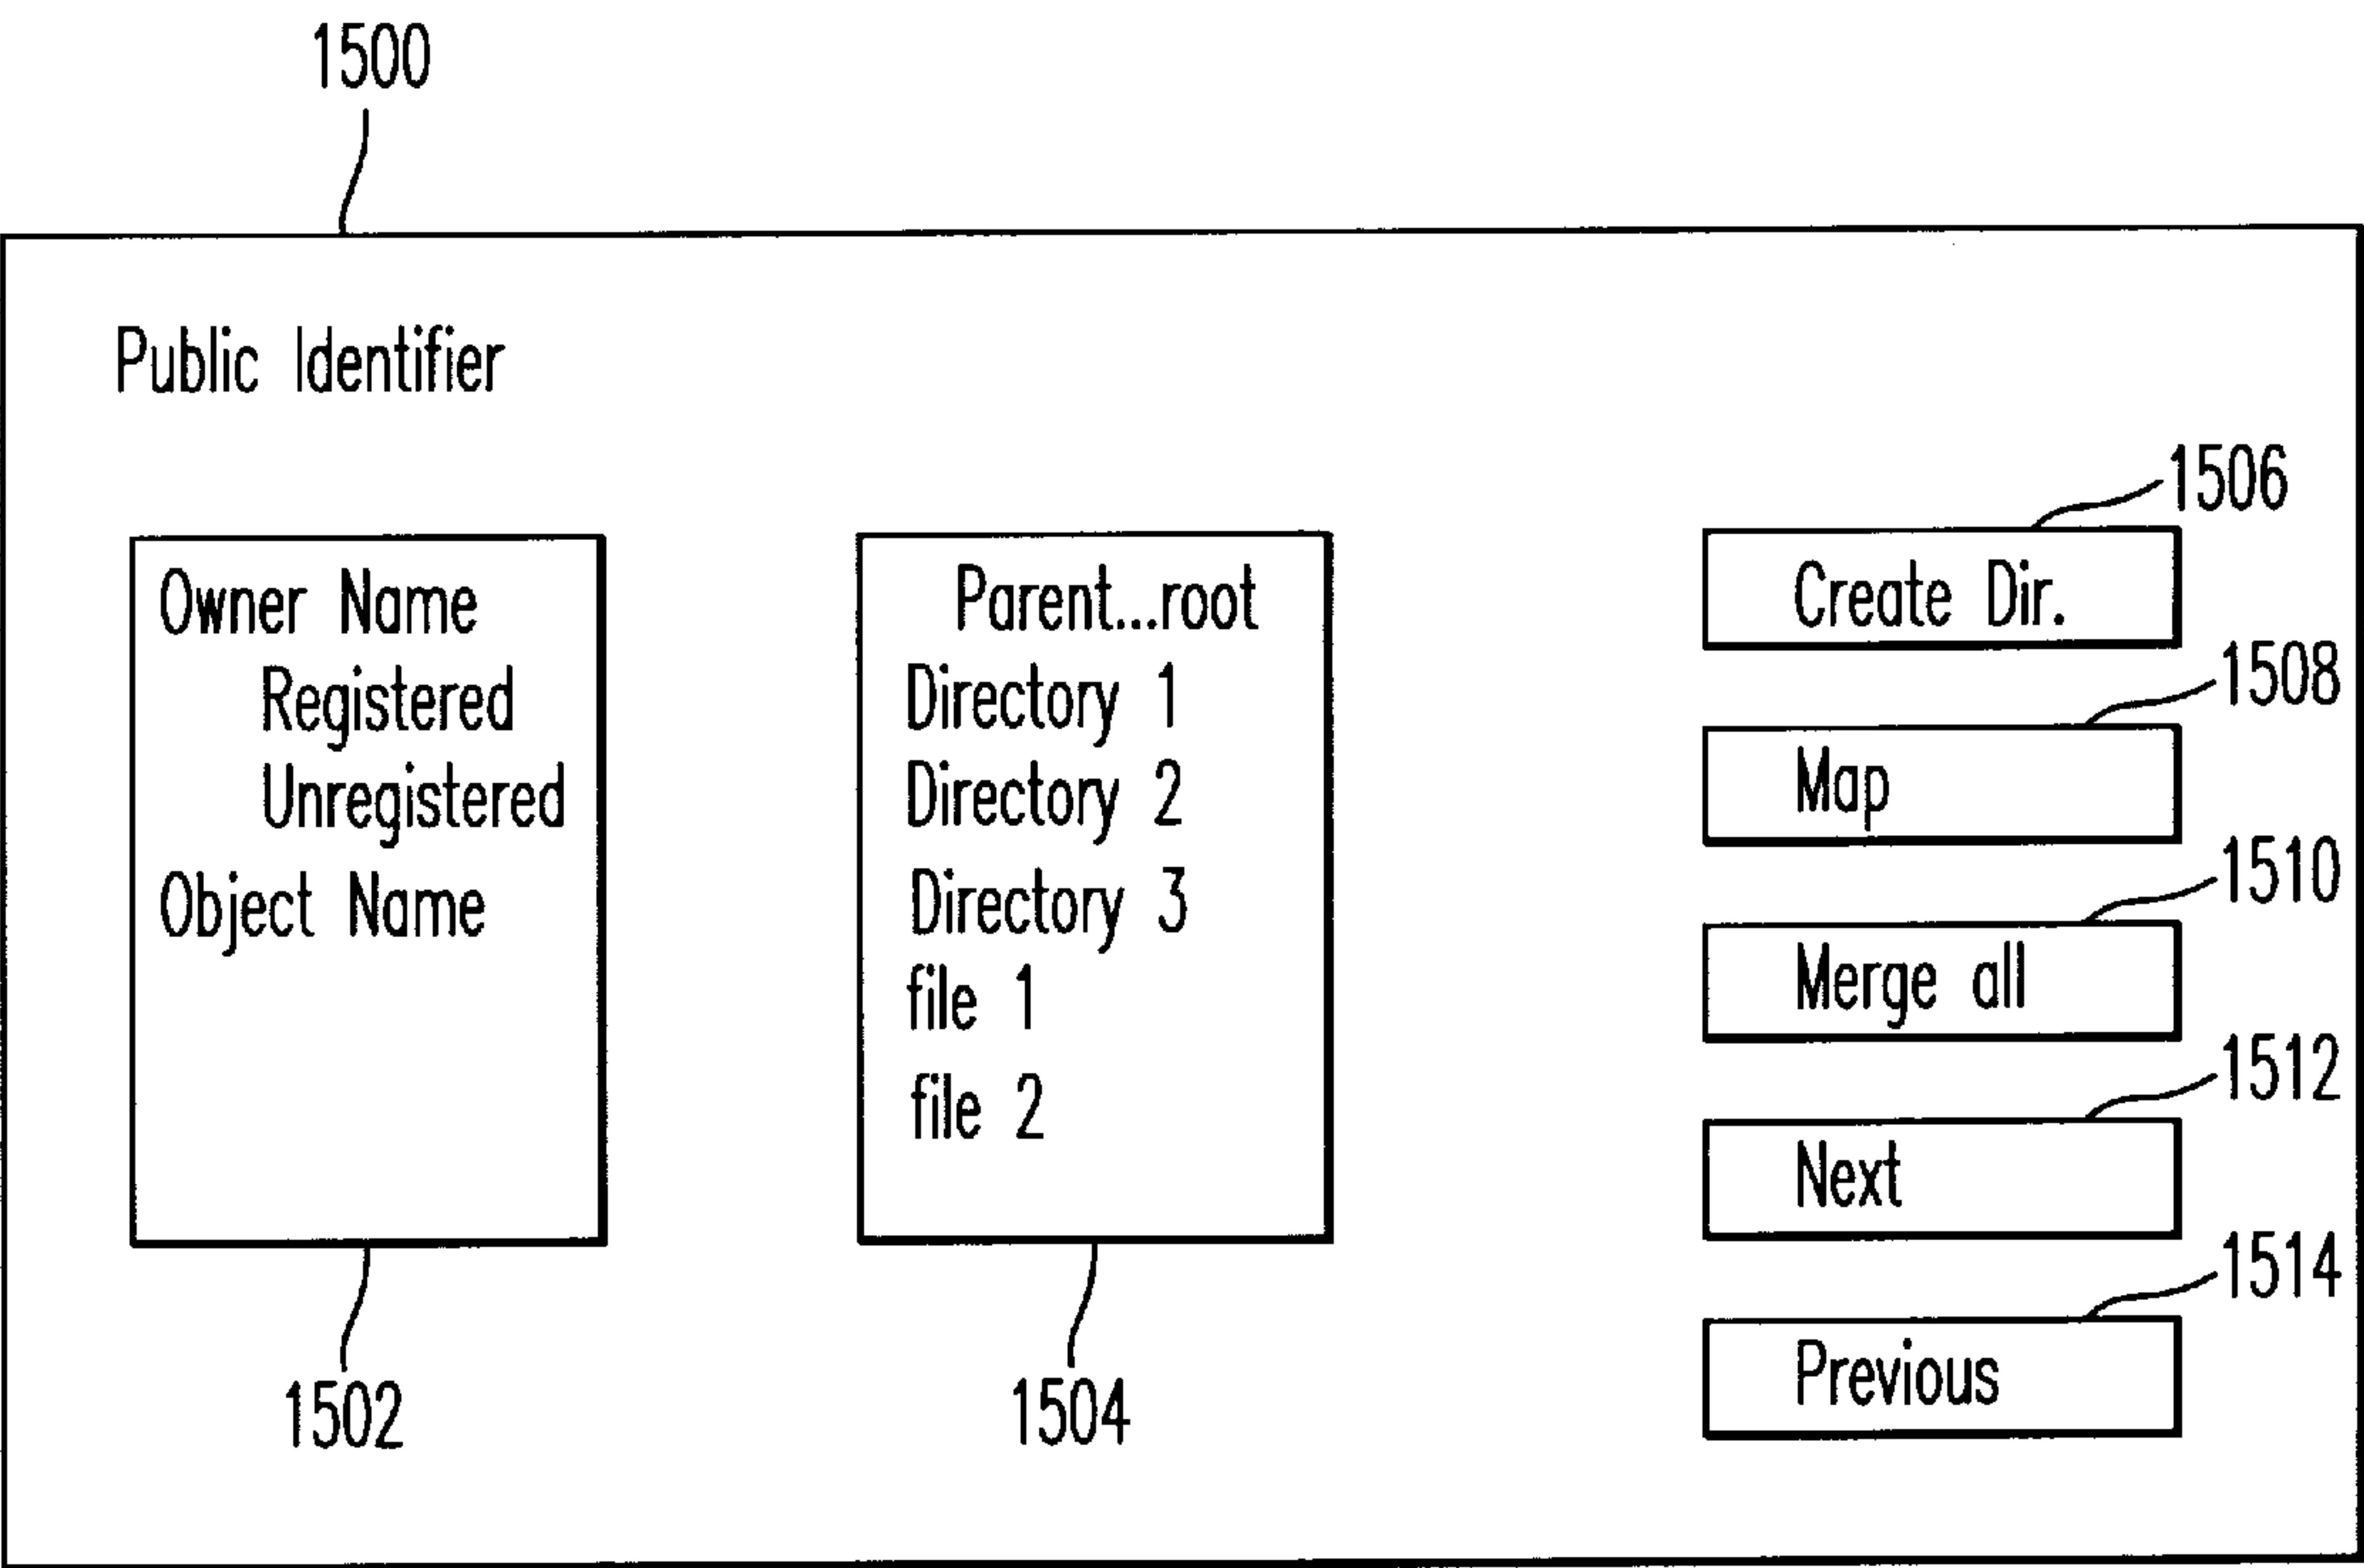 1500
Public Identifier
Owner Name
Registered
Unregistered
Object Name
1502
Parent...root
Directory 1
Directory 2
Directory 3
file 1
file 2
1504
1506
Create Dir.
1508
Map
1510
Merge all
1512
Next
1514
Previous